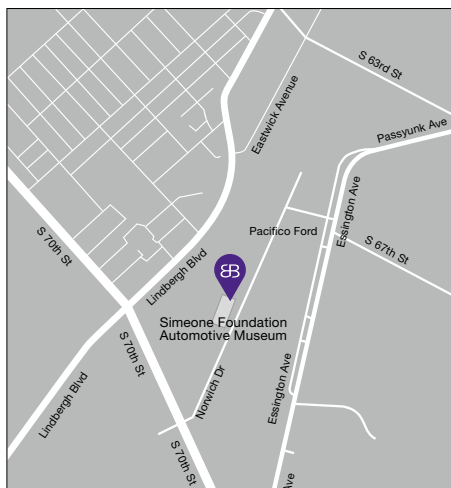 S 63rd St
Eastwick Avenue
Passyunk Ave
Essington Ave
Pacifico Ford
S 67th St
S 70th St
Lindbergh Blvd
Simeone Foundation
Automotive Museum
S 70th St
Norwich Dr
Essington Ave
Lindbergh Blvd
S 70th St
Ave